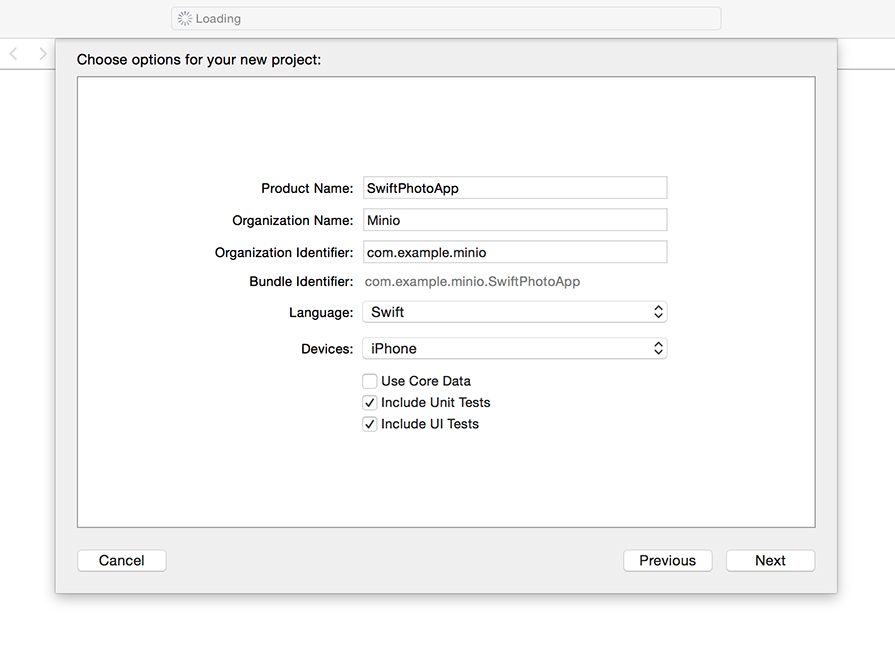 Loading
Choose options for your new project:
Product Name: SwiftPhotoApp
Organization Name: Minio
Organization Identifier: com.example.minio
Bundle Identifier: com.example.minio.SwiftPhotoApp
Language: Swift
Devices: iPhone
Use Core Data
Include Unit Tests
Include UI Tests
Cancel Previous Next